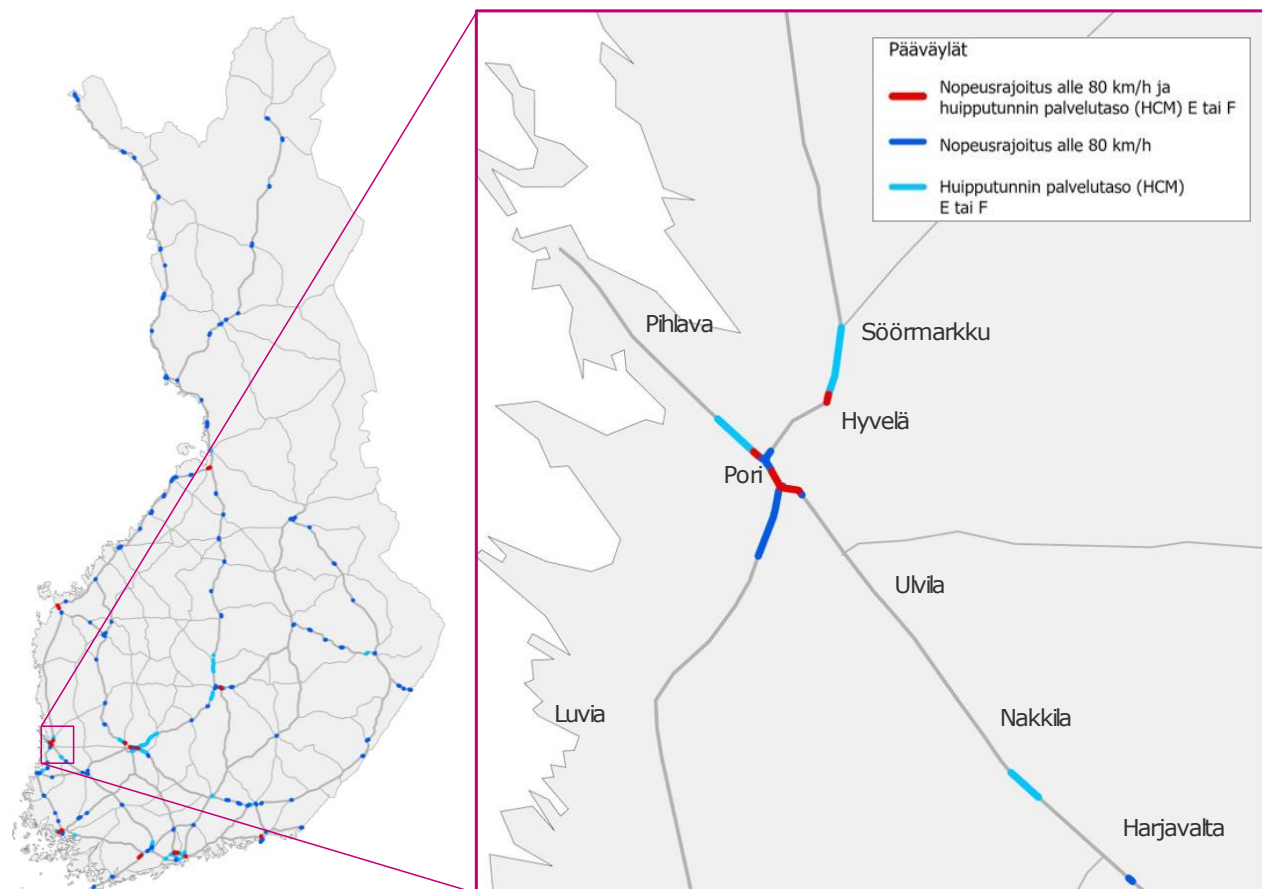 Pääväylät
Nopeusrajoitus alle 80 km/h ja
huipputunnin palvelutaso (HCM) E tai F
Nopeusrajoitus alle 80 km/h
Huipputunnin palvelutaso (HCM)
E tai F
Pihlava
Söörmarkku
Hyvelä
Pori
Ulvila
Luvia
Nakkila
Harjavalta